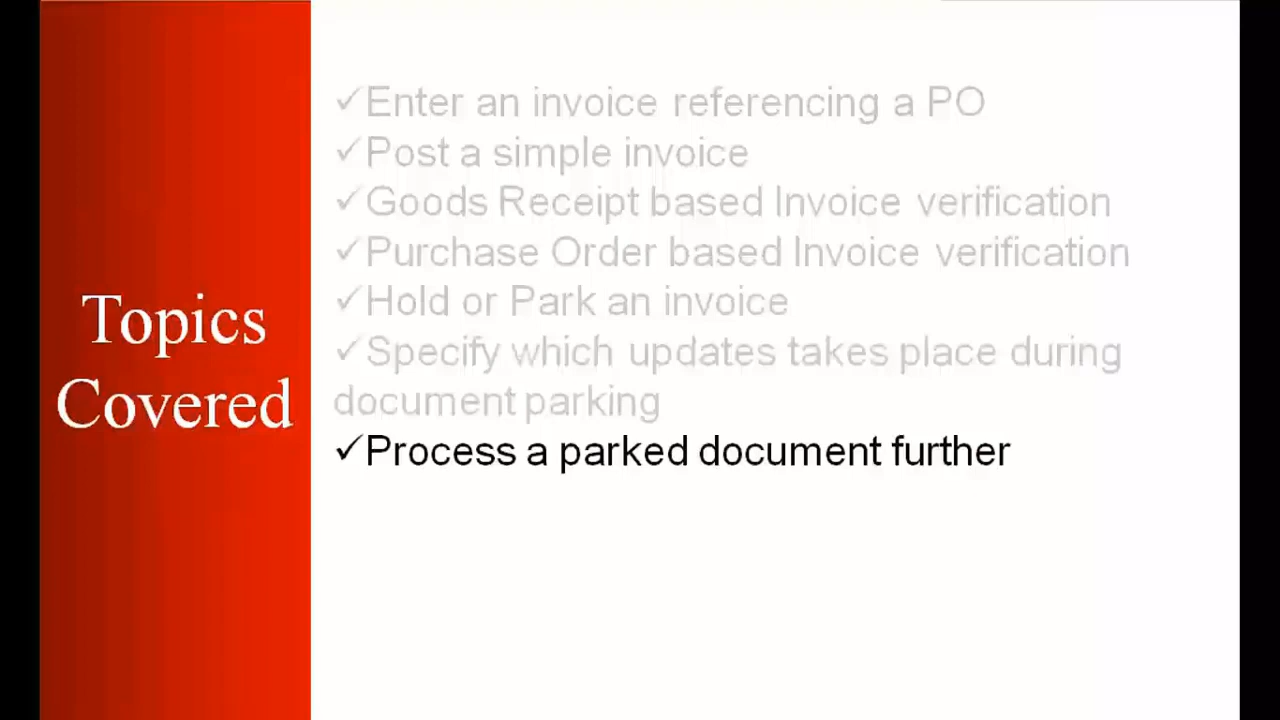 Topics
Covered
✓Enter an invoice referencing a PO
✓Post a simple invoice
✓Goods Receipt based Invoice verification
✓Purchase Order based Invoice verification
✓Hold or Park an invoice
✓Specify which updates takes place during
document parking
✓Process a parked document further